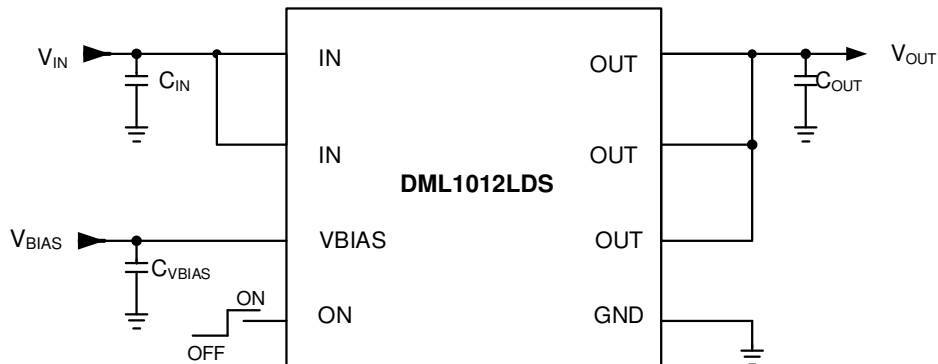 V_IN
C_IN
IN
OUT
V_OUT
C_OUT
IN
OUT
DML1012LDS
V_BIAS
VBIAS
OUT
C_VBIAS
ON
ON
GND
OFF